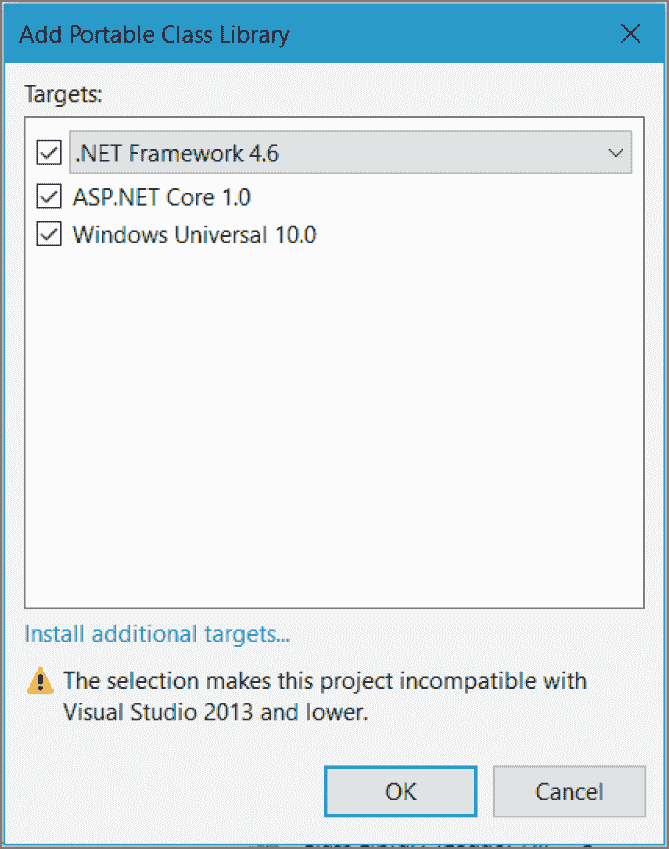 Add Portable Class Library
Targets:
.NET Framework 4.6
ASP.NET Core 1.0
Windows Universal 10.0
Install additional targets...
The selection makes this project incompatible with
Visual Studio 2013 and lower.
OK
Cancel